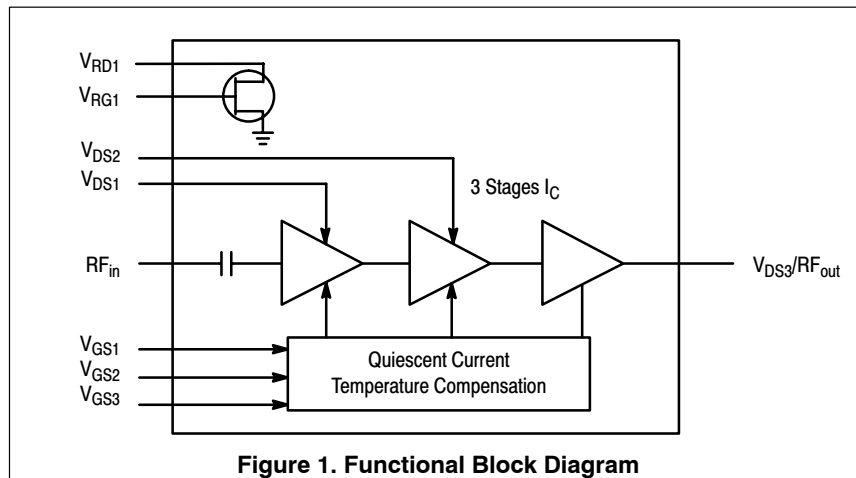 V_RD1
V_RG1
V_DS2
V_DS1
3 Stages I_C
RF_in
V_DS3/RF_out
V_GS1
V_GS2
V_GS3
Quiescent Current
Temperature Compensation
Figure 1. Functional Block Diagram